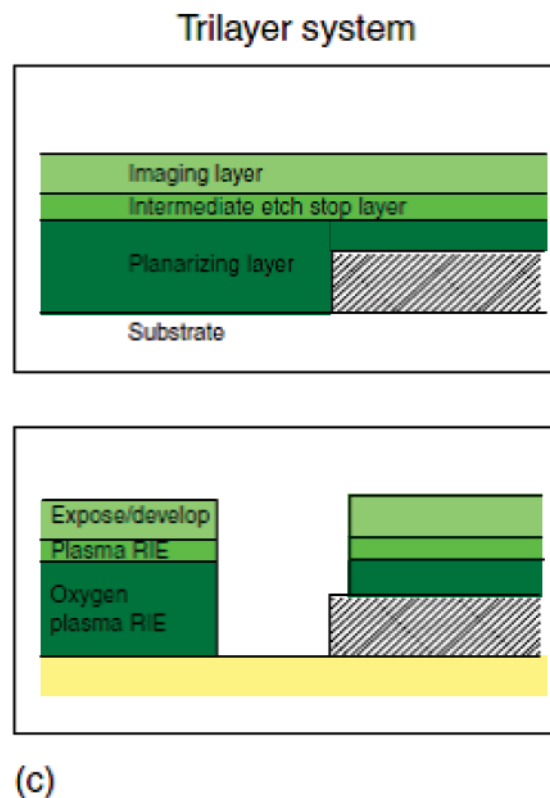 Trilayer system
Imaging layer
Intermediate etch stop layer
Planarizing layer
Substrate
Expose/develop
Plasma RIE
Oxygen
plasma RIE
(c)